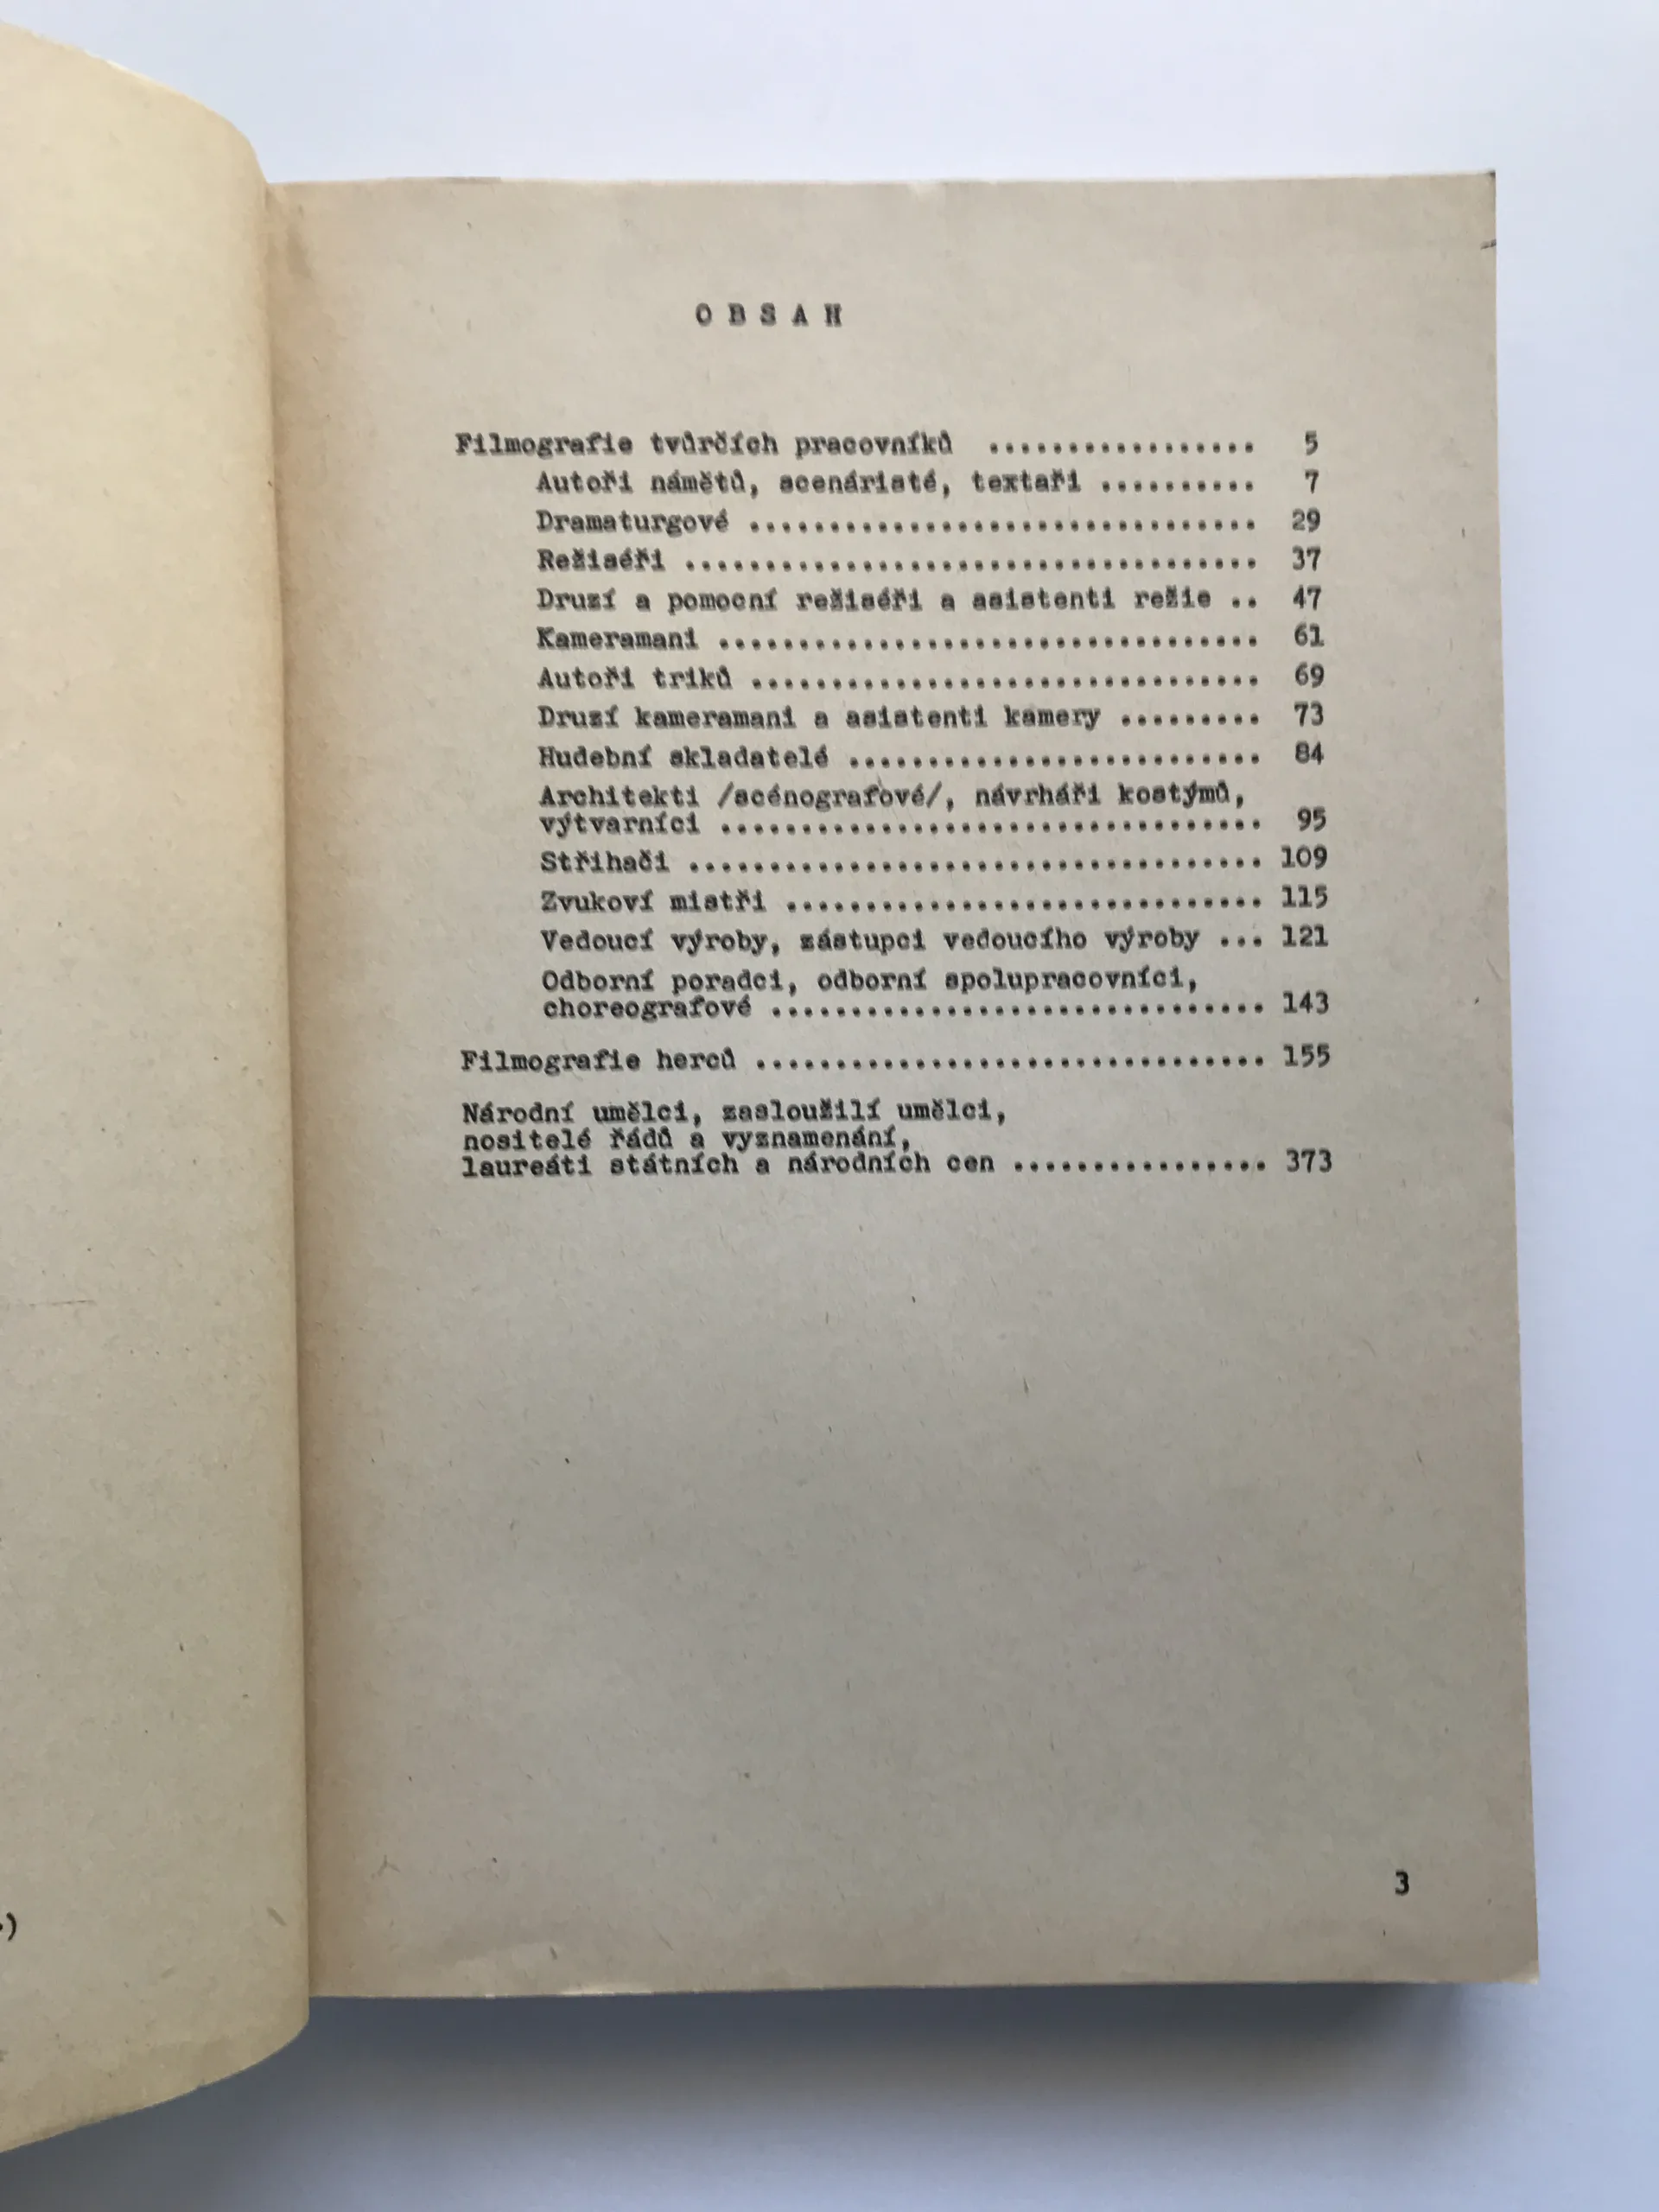 O B S A H
Filmografie tvůrčích pracovníků ................. 5
Autoři námětů, scenáristé, textaři .......... 7
Dramaturgové ................................ 29
Režiséři .................................... 37
Druzí a pomocní režiséři a asistenti režie .. 47
Kameramani .................................. 61
Autoři triků ................................ 69
Druzí kameramani a asistenti kamery ......... 73
Hudební skladatelé .......................... 84
Architekti /scénografové/, návrháři kostýmů,
výtvarníci .................................. 95
Střihači .................................... 109
Zvukoví mistři .............................. 115
Vedoucí výroby, zástupci vedoucího výroby ... 121
Odborní poradci, odborní spolupracovníci,
choreografové ............................... 143
Filmografie herců ................................ 155
Národní umělci, zasloužilí umělci,
nositelé řádů a vyznamenání,
laureáti státních a národních cen ................ 373
3